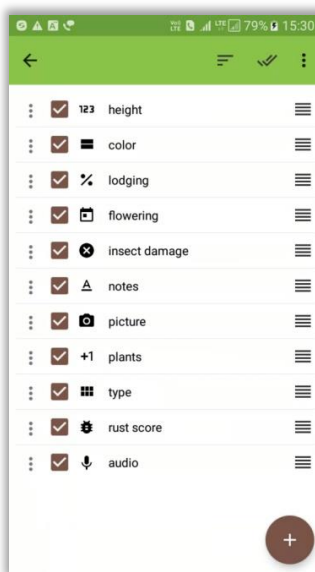 79% 15:30
123 height
color
% lodging
flowering
insect damage
A notes
picture
+1 plants
type
rust score
audio
+